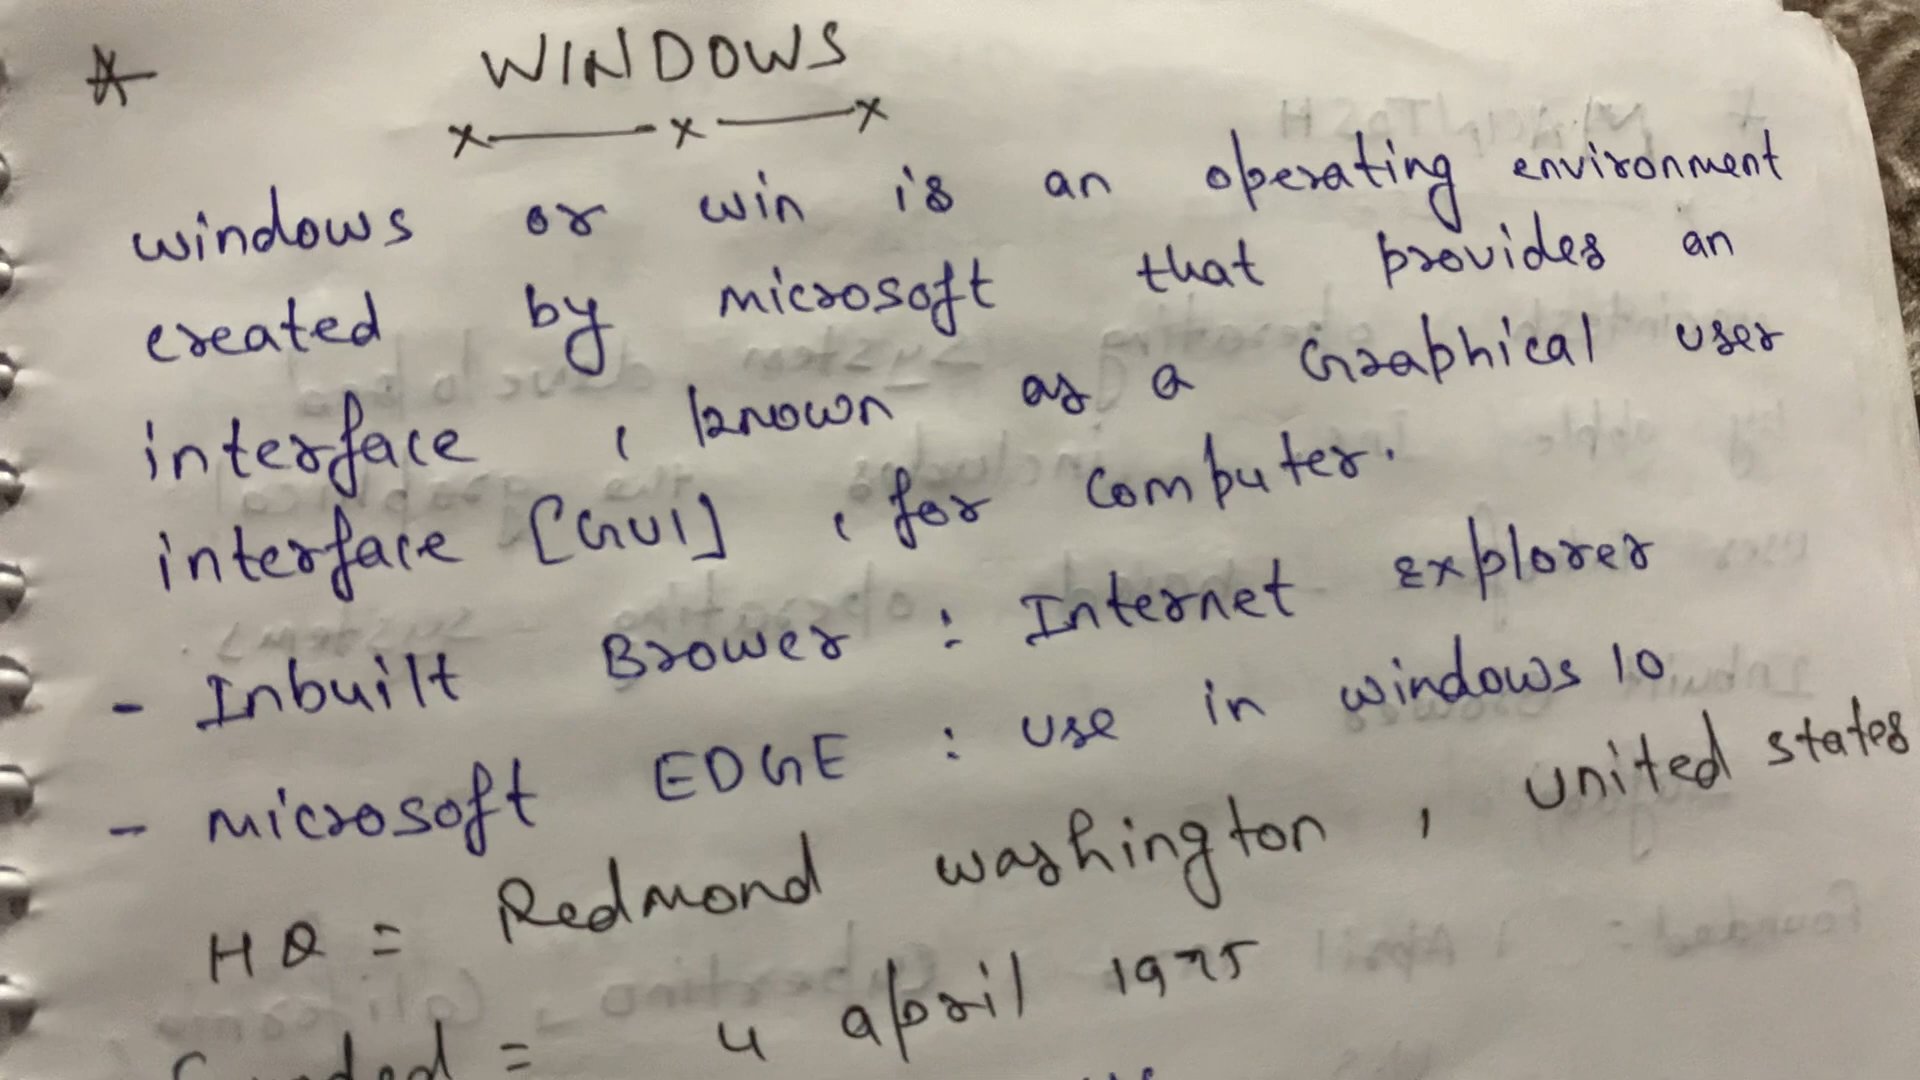 WINDOWS
windows or win is an operating environment
created by microsoft that provides an
interface, known as a Graphical user
interface [GUI], for computer.
- Inbuilt Brower : Internet explorer
- microsoft EDGE : use in windows 10
HQ = Redmond washington, united states
= 4 april 1975